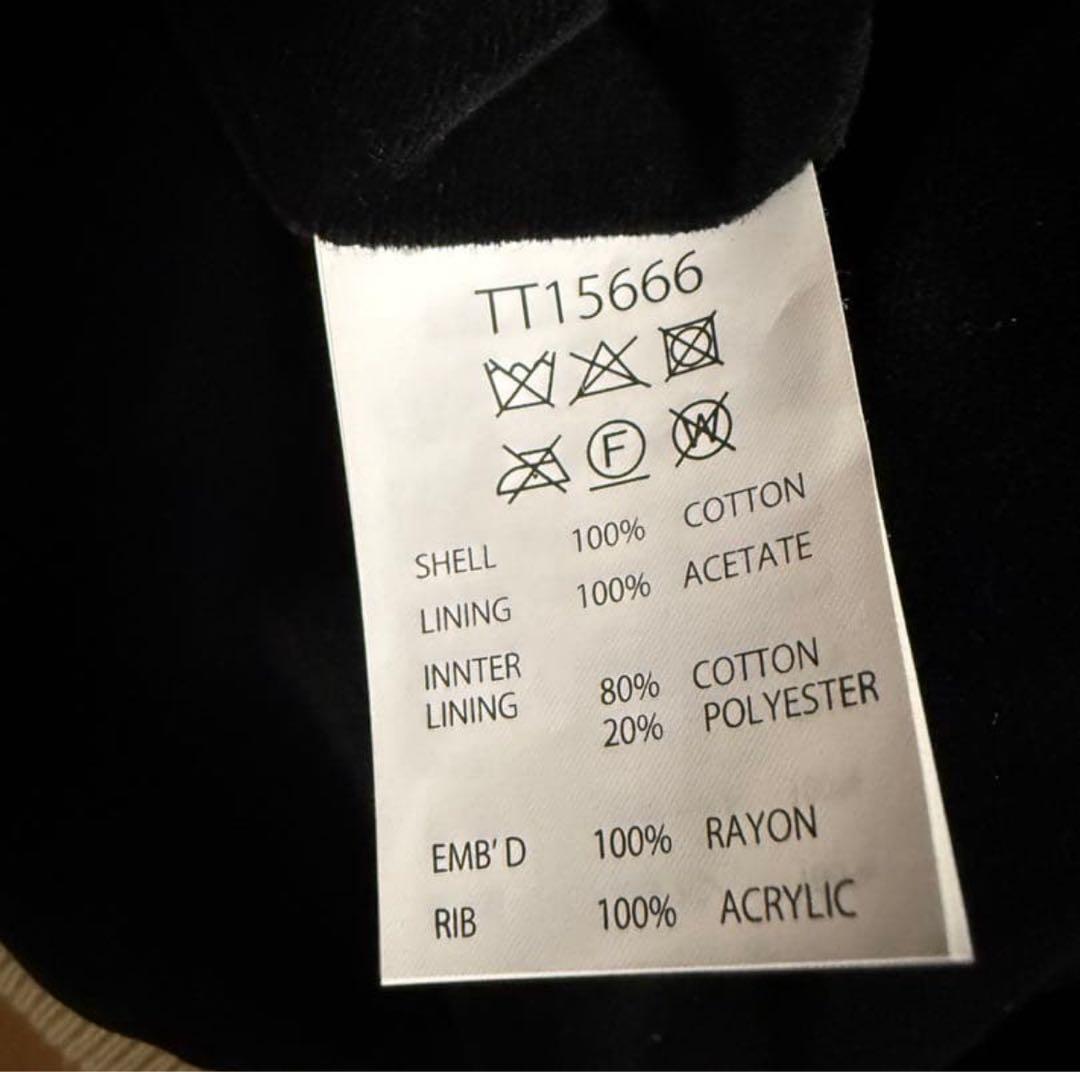 TT15666
F W
SHELL 100% COTTON
LINING 100% ACETATE
INNTER
LINING 80% COTTON
20% POLYESTER
EMB'D 100% RAYON
RIB 100% ACRYLIC